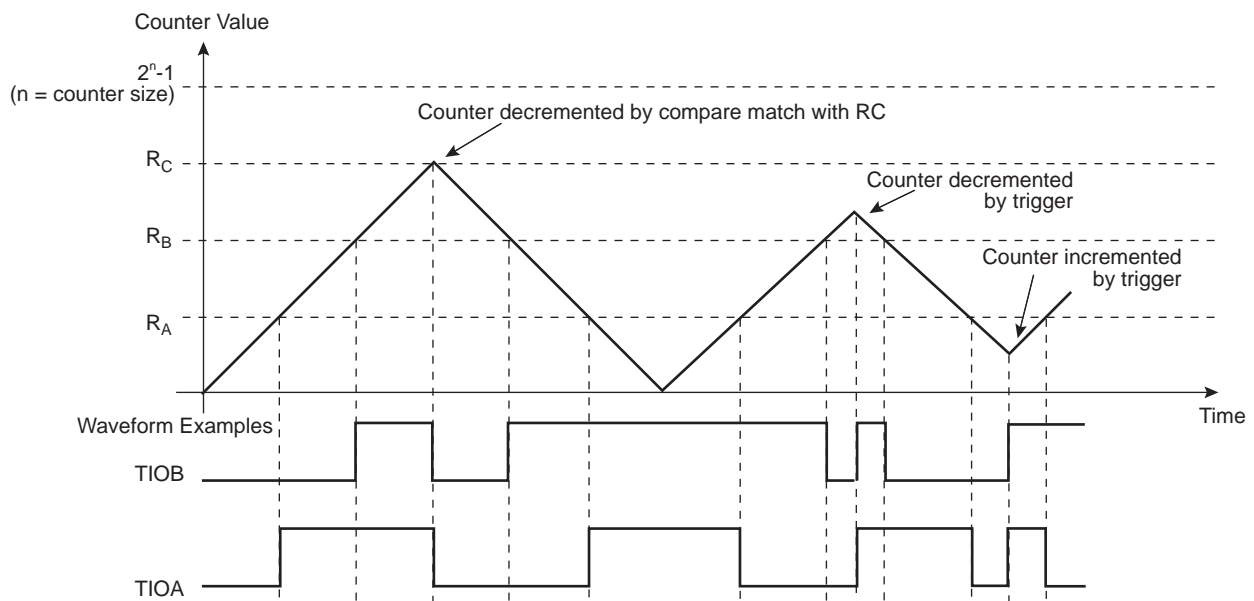 Counter Value
2ⁿ-1
(n = counter size)
Counter decremented by compare match with RC
R_C
Counter decremented
by trigger
R_B
Counter incremented
by trigger
R_A
Time
Waveform Examples
TIOB
TIOA